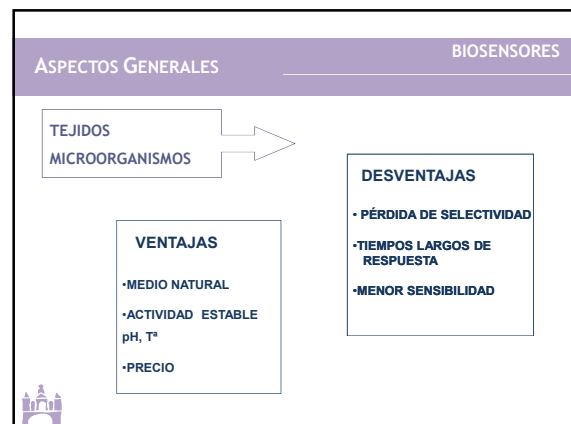 BIOSENSORES
ASPECTOS GENERALES
TEJIDOS
MICROORGANISMOS
VENTAJAS
•MEDIO NATURAL
•ACTIVIDAD ESTABLE
pH, Tª
•PRECIO
DESVENTAJAS
• PÉRDIDA DE SELECTIVIDAD
•TIEMPOS LARGOS DE
RESPUESTA
•MENOR SENSIBILIDAD